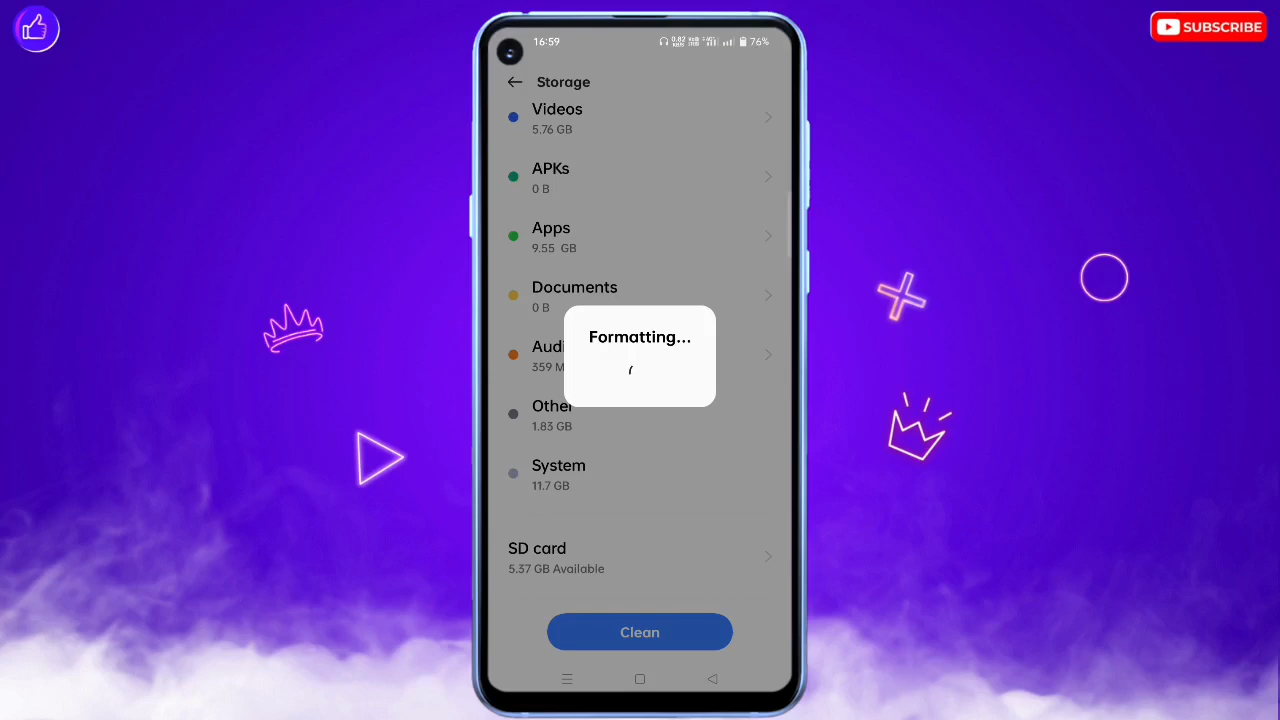 SUBSCRIBE
16:59
76%
Storage
Videos
5.76 GB
APKs
0 B
Apps
9.55 GB
Documents
0 B
Formatting...
Audi
359 M
Other
1.83 GB
System
11.7 GB
SD card
5.37 GB Available
Clean